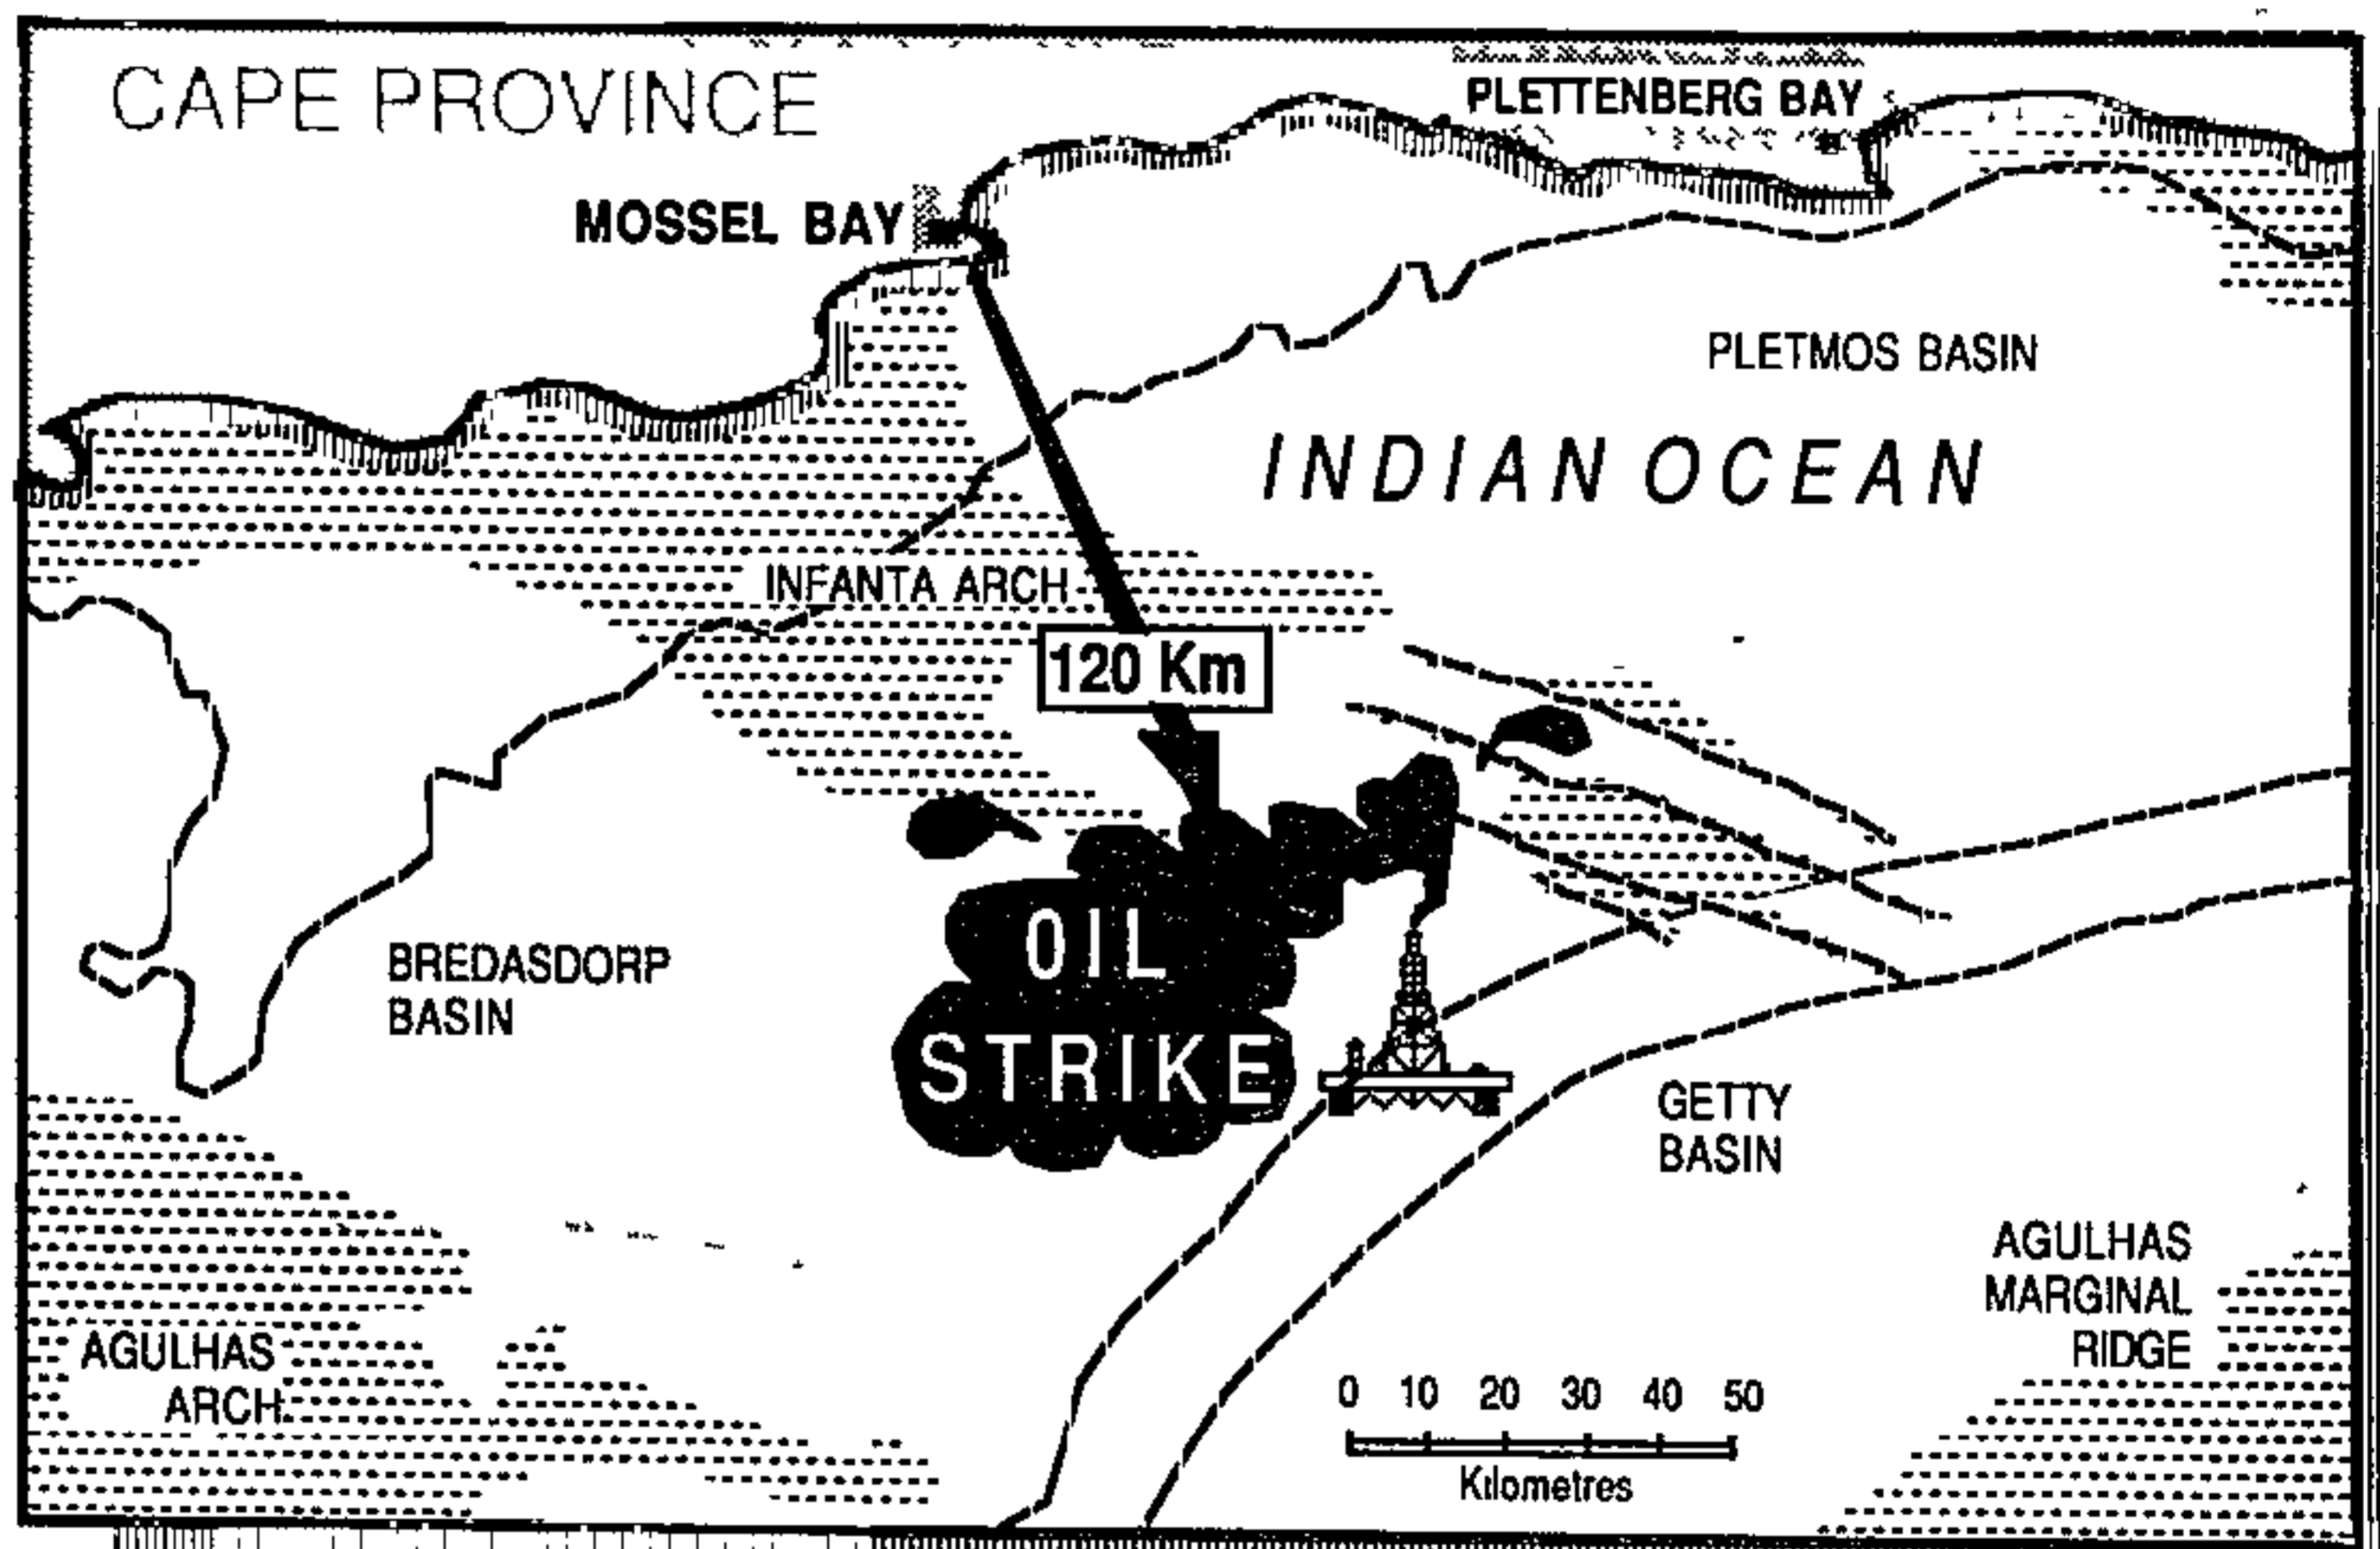 CAPE PROVINCE
PLETTENBERG BAY
MOSSEL BAY
PLETMOS BASIN
INDIAN OCEAN
INFANTA ARCH
120 Km
OIL
STRIKE
BREDASDORP
BASIN
GETTY
BASIN
AGULHAS
MARGINAL
RIDGE
AGULHAS
ARCH
0 10 20 30 40 50
Kilometres